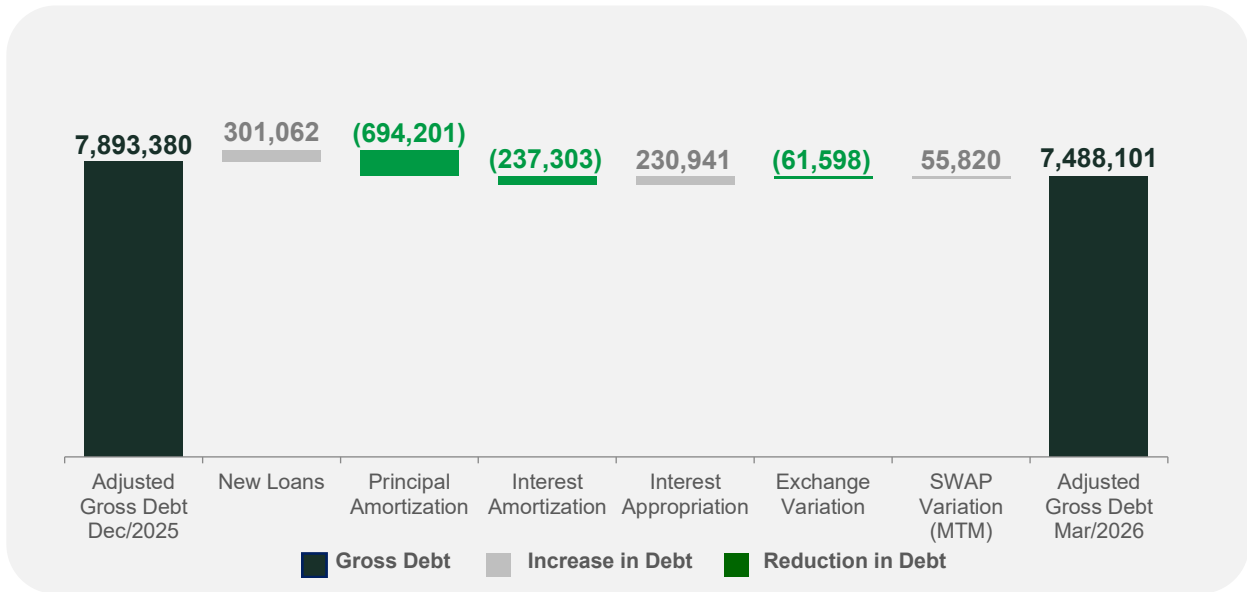 7,893,380
301,062
(694,201)
(237,303)
230,941
(61,598)
55,820
7,488,101
Adjusted
Gross Debt
Dec/2025
New Loans
Principal
Amortization
Interest
Amortization
Interest
Appropriation
Exchange
Variation
SWAP
Variation
(MTM)
Adjusted
Gross Debt
Mar/2026
Gross Debt
Increase in Debt
Reduction in Debt